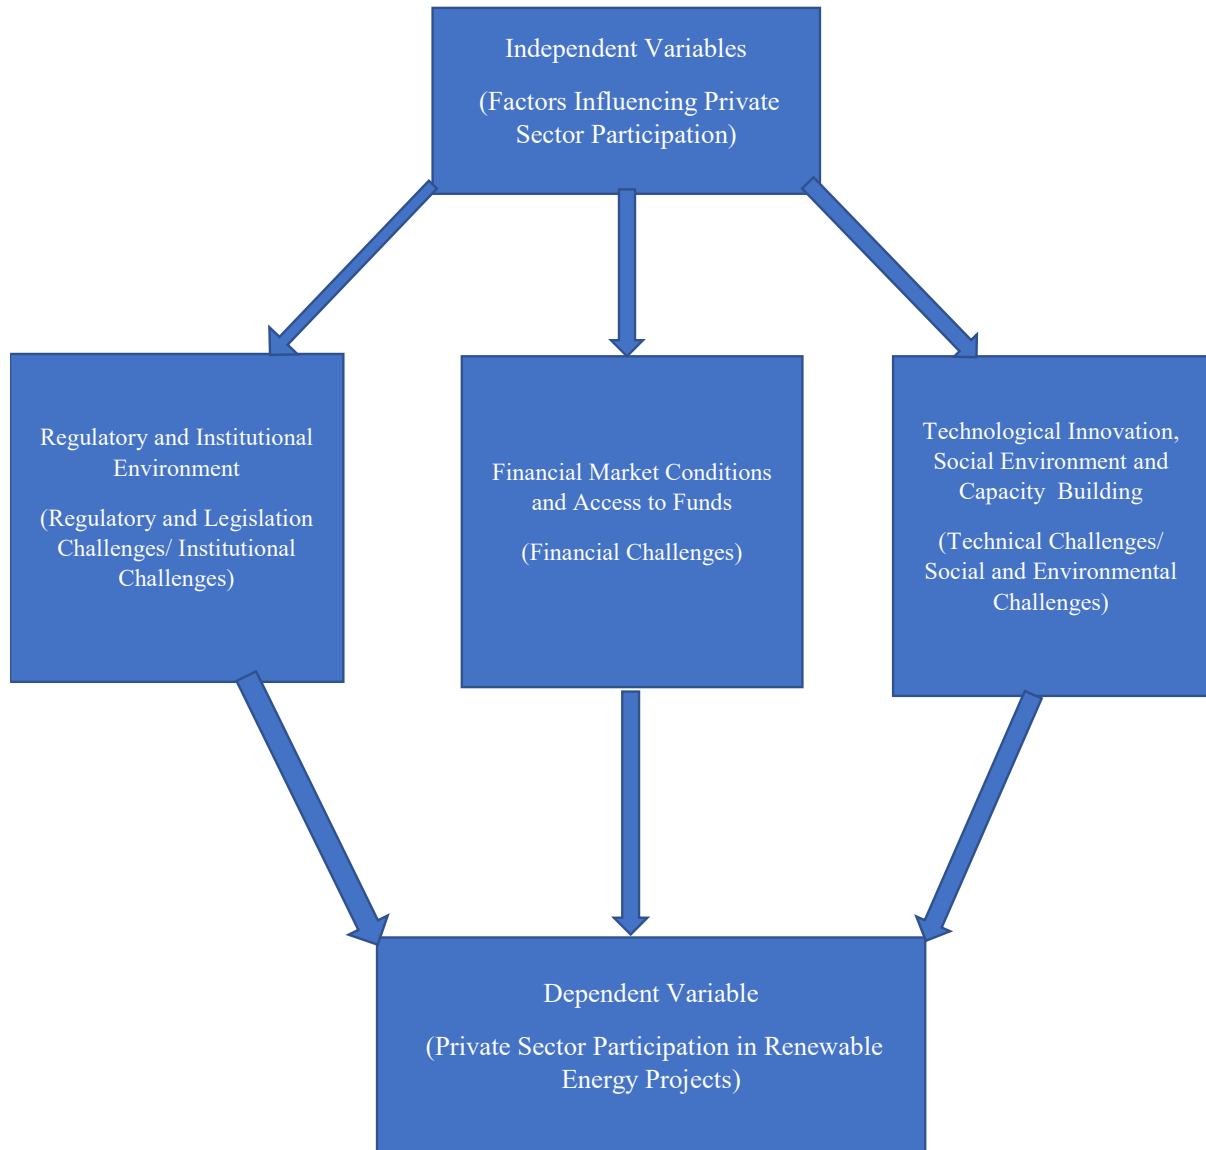 Independent Variables
(Factors Influencing Private
Sector Participation)
Regulatory and Institutional
Environment
(Regulatory and Legislation
Challenges/ Institutional
Challenges)
Financial Market Conditions
and Access to Funds
(Financial Challenges)
Technological Innovation,
Social Environment and
Capacity  Building
(Technical Challenges/
Social and Environmental
Challenges)
Dependent Variable
(Private Sector Participation in Renewable
Energy Projects)